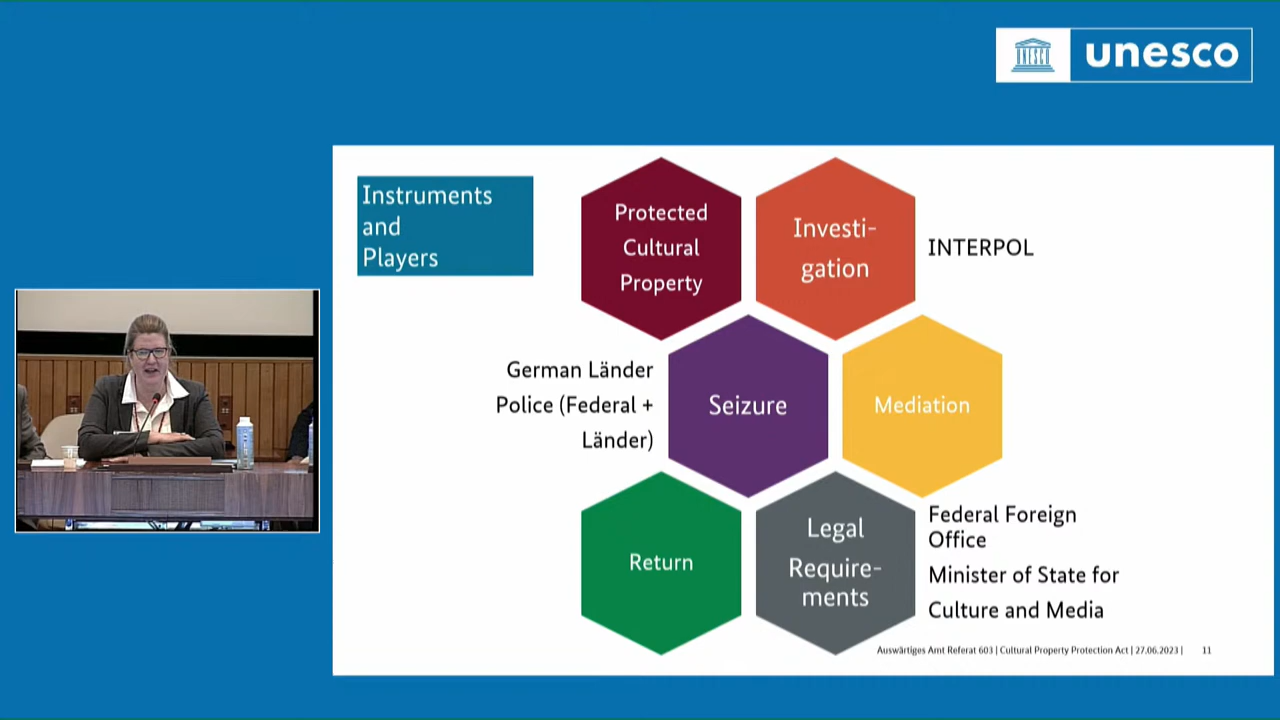 unesco
Instruments
and
Players
Protected
Cultural
Property
Investi-
gation
INTERPOL
German Länder
Police (Federal +
Länder)
Seizure
Mediation
Return
Legal
Require-
ments
Federal Foreign
Office
Minister of State for
Culture and Media
Auswärtiges Amt Referat 603 | Cultural Property Protection Act | 27.06.2023 | 11